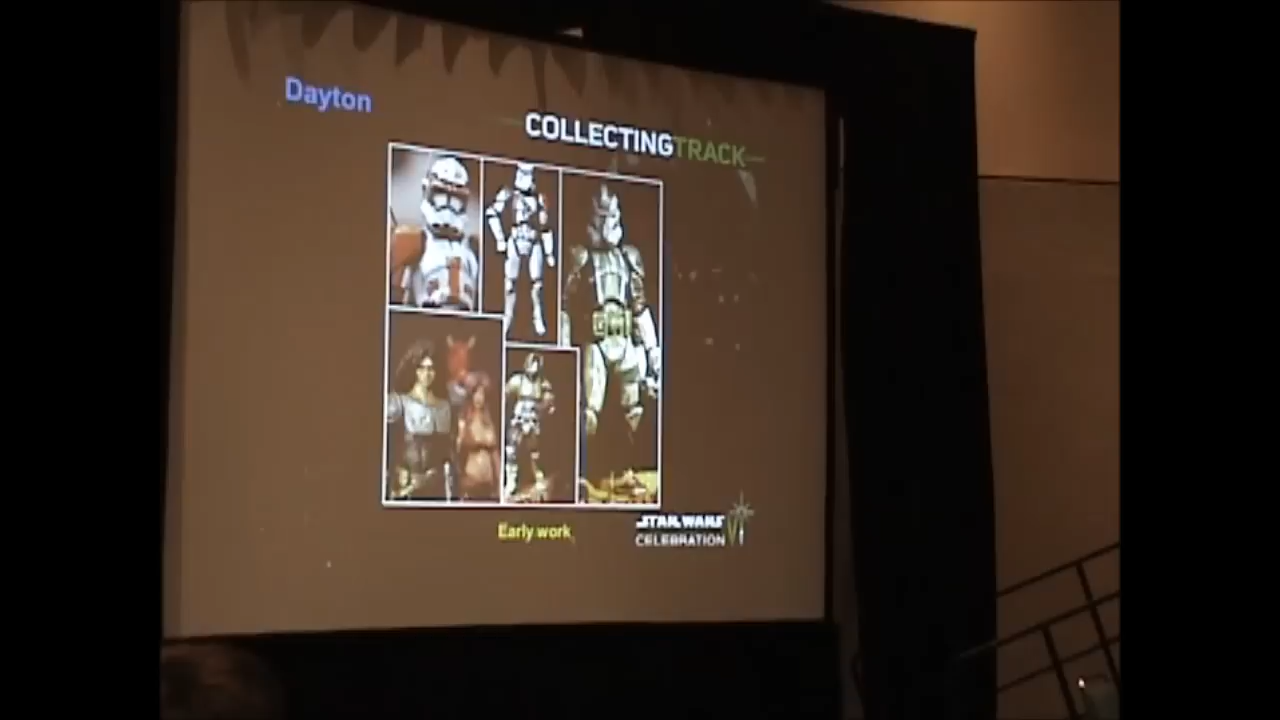 Dayton
COLLECTINGTRACK
Early work
STAR WARS
CELEBRATION VI